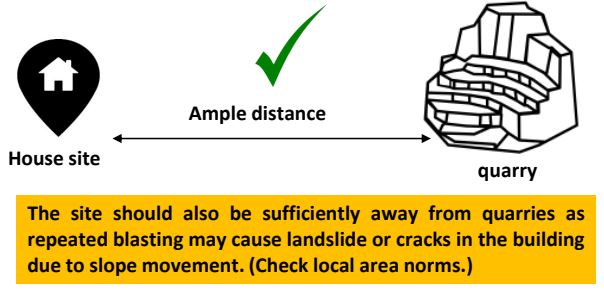 Ample distance
House site
quarry
The site should also be sufficiently away from quarries as
repeated blasting may cause landslide or cracks in the building
due to slope movement. (Check local area norms.)